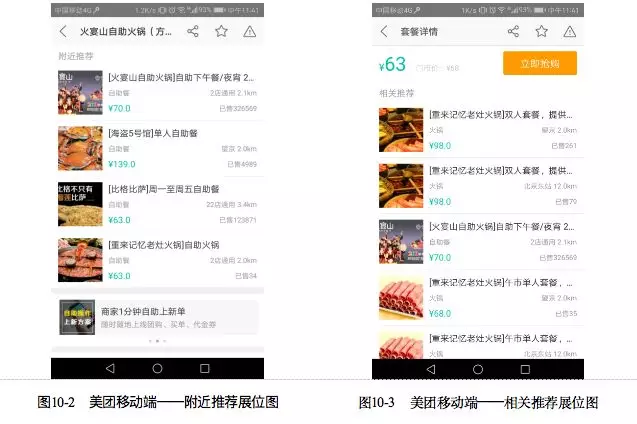 中国移动4G
1.2K/s
93%
中午11:41
火宴山自助火锅（方...
附近推荐
[火宴山自助火锅]自助下午餐/夜宵 2...
自助餐
2店通用 2.1km
¥70.0
已售326569
[海盗5号馆]单人自助餐
自助餐
望京 2.0km
¥139.0
已售4989
比格不只有
比萨
[比格比萨]周一至周五自助餐
自助餐
22店通用 3.4km
¥63.0
已售123871
[重来记忆老灶火锅]自助火锅
自助餐
望京 2.0km
¥63.0
已售34
自助操作
上新方案
商家1分钟自助上新单
随时随地上线团购、买单、代金券
图10-2 美团移动端——附近推荐展位图
中国移动4G
1K/s
93%
中午11:41
套餐详情
¥63
门市价：¥68
立即抢购
相关推荐
[重来记忆老灶火锅]双人套餐，提供...
火锅
望京 2.0km
¥98.0
已售261
[重来记忆老灶火锅]双人套餐，提供...
火锅
北京东站 12.0km
¥98.0
已售79
[火宴山自助火锅]自助下午餐/夜宵 2...
自助餐
2店通用 2.1km
¥70.0
已售326569
[重来记忆老灶火锅]午市单人套餐，...
火锅
望京 2.0km
¥68.0
已售35
[重来记忆老灶火锅]午市单人套餐，...
火锅
北京东站 12.0km
图10-3 美团移动端——相关推荐展位图